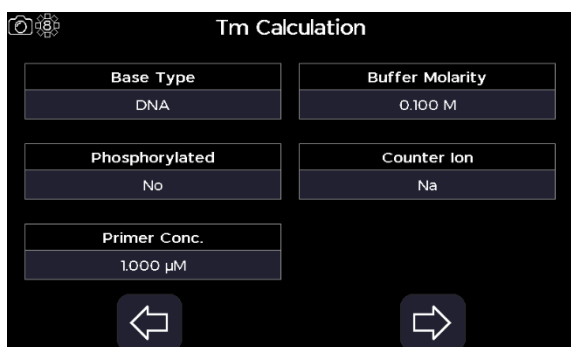 8
Tm Calculation
Base Type
DNA
Buffer Molarity
0.100 M
Phosphorylated
No
Counter Ion
Na
Primer Conc.
1.000 µM